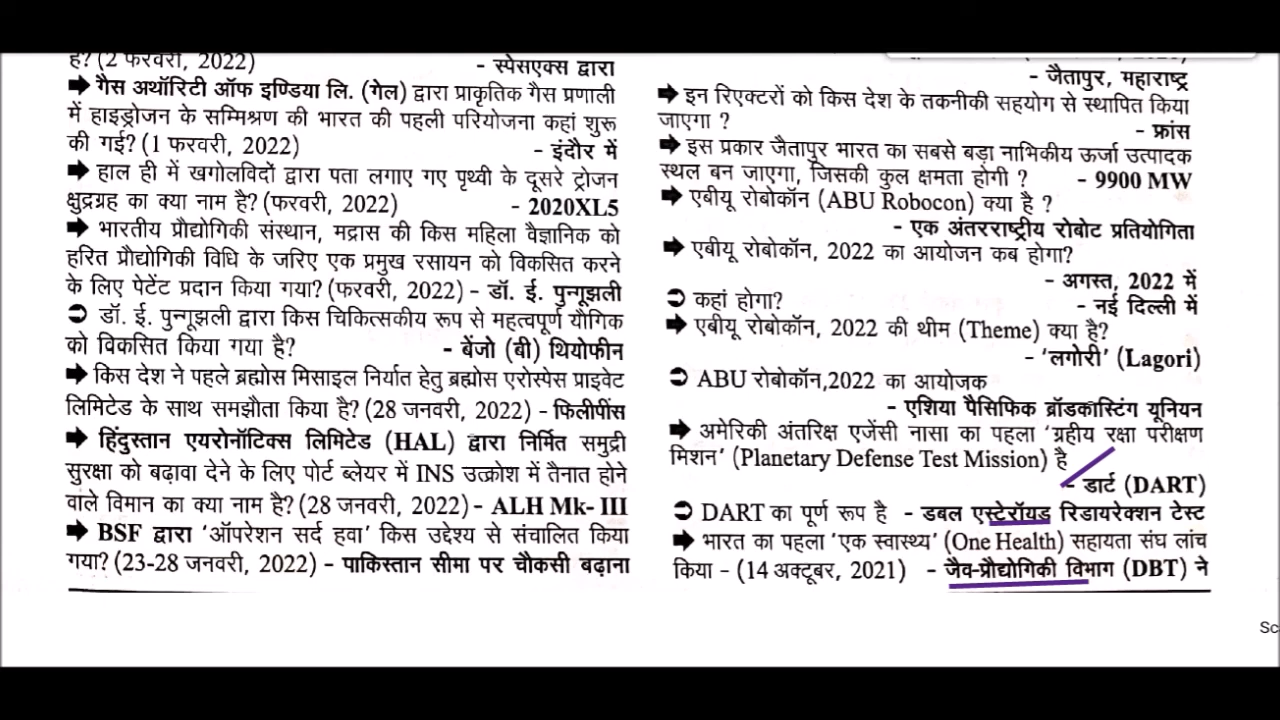 है? (2 फरवरी, 2022)
- स्पेसएक्स द्वारा
➡ गैस अथॉरिटी ऑफ इण्डिया लि. (गेल) द्वारा प्राकृतिक गैस प्रणाली
में हाइड्रोजन के सम्मिश्रण की भारत की पहली परियोजना कहां शुरू
की गई? (1 फरवरी, 2022) - इंदौर में
➡ हाल ही में खगोलविदों द्वारा पता लगाए गए पृथ्वी के दूसरे ट्रोजन
क्षुद्रग्रह का क्या नाम है? (फरवरी, 2022) - 2020XL5
➡ भारतीय प्रौद्योगिकी संस्थान, मद्रास की किस महिला वैज्ञानिक को
हरित प्रौद्योगिकी विधि के जरिए एक प्रमुख रसायन को विकसित करने
के लिए पेटेंट प्रदान किया गया? (फरवरी, 2022) - डॉ. ई. पुन्गूझली
➲ डॉ. ई. पुन्गूझली द्वारा किस चिकित्सकीय रूप से महत्वपूर्ण यौगिक
को विकसित किया गया है? - बेंजो (बी) थियोफीन
➡ किस देश ने पहले ब्रह्मोस मिसाइल निर्यात हेतु ब्रह्मोस एरोस्पेस प्राइवेट
लिमिटेड के साथ समझौता किया है? (28 जनवरी, 2022) - फिलीपींस
➡ हिंदुस्तान एयरोनॉटिक्स लिमिटेड (HAL) द्वारा निर्मित समुद्री
सुरक्षा को बढ़ावा देने के लिए पोर्ट ब्लेयर में INS उत्क्रोश में तैनात होने
वाले विमान का क्या नाम है? (28 जनवरी, 2022) - ALH Mk- III
➡ BSF द्वारा 'ऑपरेशन सर्द हवा' किस उद्देश्य से संचालित किया
गया? (23-28 जनवरी, 2022) - पाकिस्तान सीमा पर चौकसी बढ़ाना
- जैतापुर, महाराष्ट्र
➡ इन रिएक्टरों को किस देश के तकनीकी सहयोग से स्थापित किया
जाएगा ?
- फ्रांस
➡ इस प्रकार जैतापुर भारत का सबसे बड़ा नाभिकीय ऊर्जा उत्पादक
स्थल बन जाएगा, जिसकी कुल क्षमता होगी ? - 9900 MW
➡ एबीयू रोबोकॉन (ABU Robocon) क्या है ?
- एक अंतरराष्ट्रीय रोबोट प्रतियोगिता
➡ एबीयू रोबोकॉन, 2022 का आयोजन कब होगा?
- अगस्त, 2022 में
➲ कहां होगा? - नई दिल्ली में
➡ एबीयू रोबोकॉन, 2022 की थीम (Theme) क्या है?
- 'लगोरी' (Lagori)
➲ ABU रोबोकॉन,2022 का आयोजक
- एशिया पैसिफिक ब्रॉडकास्टिंग यूनियन
➡ अमेरिकी अंतरिक्ष एजेंसी नासा का पहला 'ग्रहीय रक्षा परीक्षण
मिशन' (Planetary Defense Test Mission) है
- डार्ट (DART)
➲ DART का पूर्ण रूप है - डबल एस्टेरॉयड रिडायरेक्शन टेस्ट
➡ भारत का पहला 'एक स्वास्थ्य' (One Health) सहायता संघ लांच
किया - (14 अक्टूबर, 2021) - जैव-प्रौद्योगिकी विभाग (DBT) ने
Sc